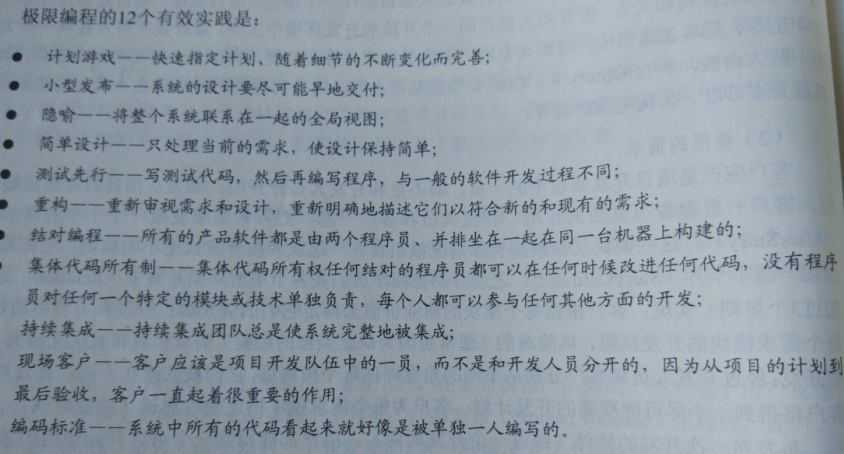 极限编程的12个有效实践是：
● 计划游戏——快速指定计划、随着细节的不断变化而完善；
● 小型发布——系统的设计要尽可能早地交付；
● 隐喻——将整个系统联系在一起的全局视图；
● 简单设计——只处理当前的需求，使设计保持简单；
● 测试先行——写测试代码，然后再编写程序，与一般的软件开发过程不同；
● 重构——重新审视需求和设计，重新明确地描述它们以符合新的和现有的需求；
● 结对编程——所有的产品软件都是由两个程序员、并排坐在一起在同一台机器上构建的；
● 集体代码所有制——集体代码所有权任何结对的程序员都可以在任何时候改进任何代码，没有程序
员对任何一个特定的模块或技术单独负责，每个人都可以参与任何其他方面的开发；
持续集成——持续集成团队总是使系统完整地被集成；
现场客户——客户应该是项目开发队伍中的一员，而不是和开发人员分开的，因为从项目的计划到
最后验收，客户一直起着很重要的作用；
编码标准——系统中所有的代码看起来就好像是被单独一人编写的。